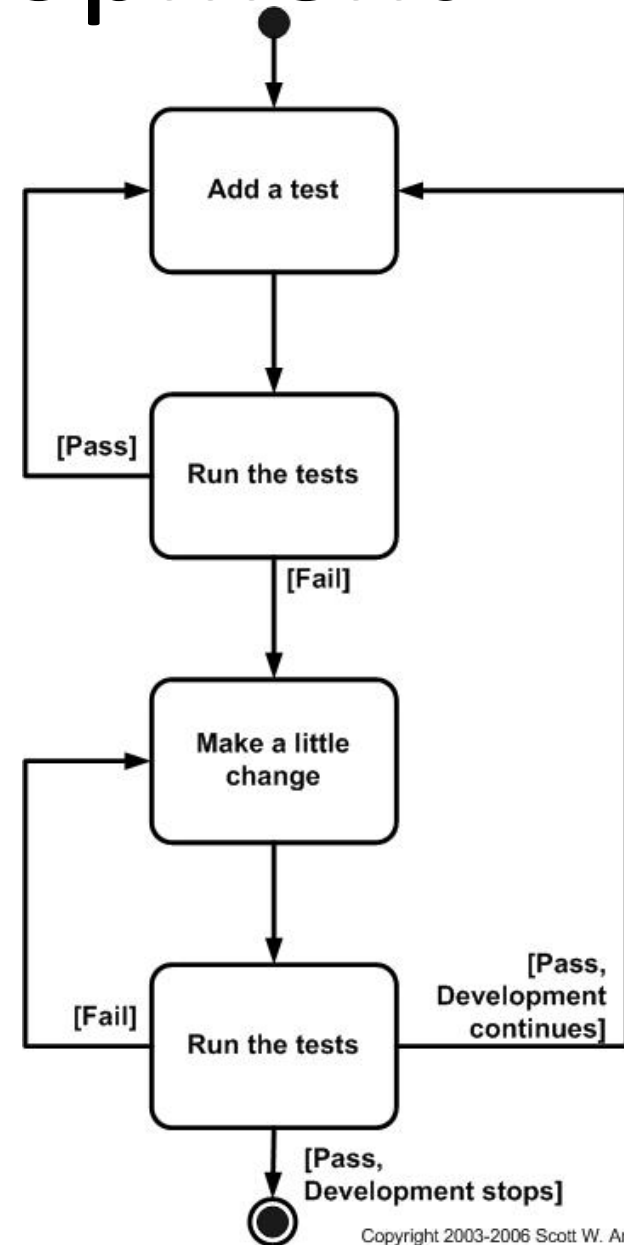 Add a test
[Pass]
Run the tests
[Fail]
Make a little
change
[Pass,
Development
continues]
[Fail]
Run the tests
[Pass,
Development stops]
Copyright 2003-2006 Scott W.